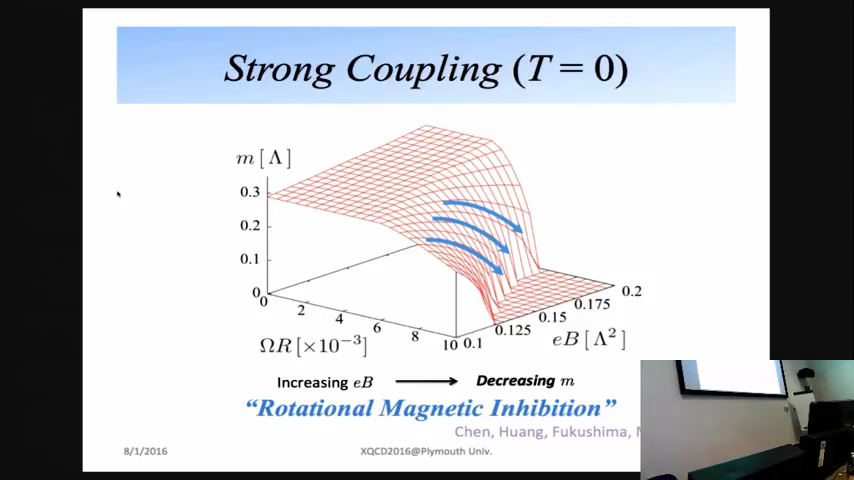 Strong Coupling (T = 0)
m [ Λ ]
0.3
0.2
0.1
0
0
2
4
6
8
10
ΩR [×10⁻³]
0.1
0.125
0.15
0.175
0.2
eB [ Λ² ]
Increasing eB
Decreasing m
“Rotational Magnetic Inhibition”
Chen, Huang, Fukushima,
8/1/2016
XQCD2016@Plymouth Univ.